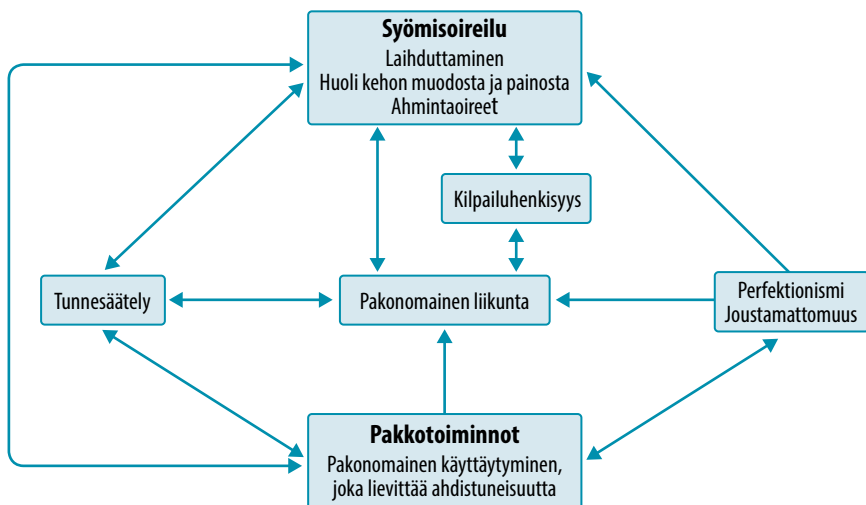 Syömisoireilu
Laihduttaminen
Huoli kehon muodosta ja painosta
Ahmintaoireet
Kilpailuhenkisyys
Tunnesäätely
Pakonomainen liikunta
Perfektionismi
Joustamattomuus
Pakkotoiminnot
Pakonomainen käyttäytyminen,
joka lievittää ahdistuneisuutta